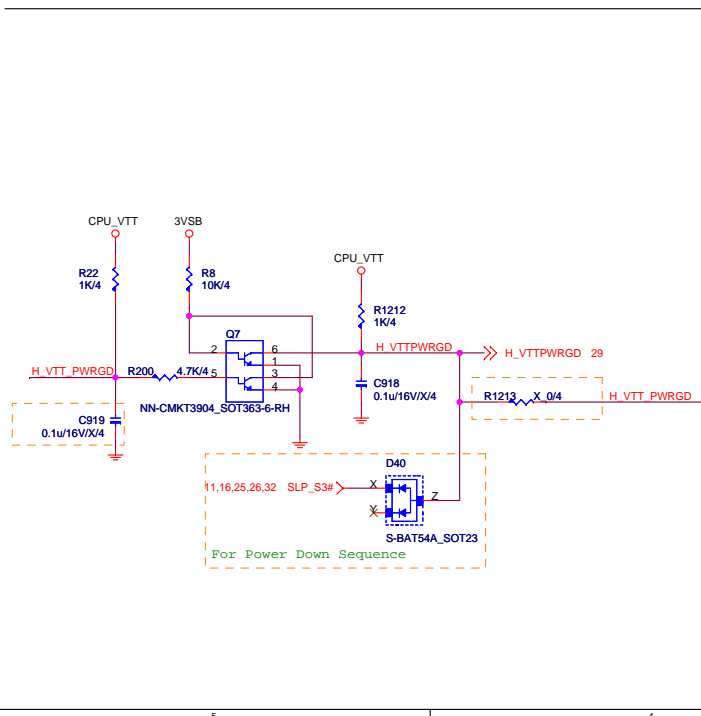 CPU_VTT
3VSB
CPU_VTT
R22
1K/4
R8
10K/4
R1212
1K/4
Q7
2
6
1
5
3
4
H_VTT_PWRGD
R200
4.7K/4
NN-CMKT3904_SOT363-6-RH
H_VTTPWRGD
H_VTTPWRGD 29
C918
0.1u/16V/X/4
R1213
X_0/4
H_VTT_PWRGD
C919
0.1u/16V/X/4
D40
11,16,25,26,32 SLP_S3#
X
Y
Z
S-BAT54A_SOT23
For Power Down Sequence
5
4